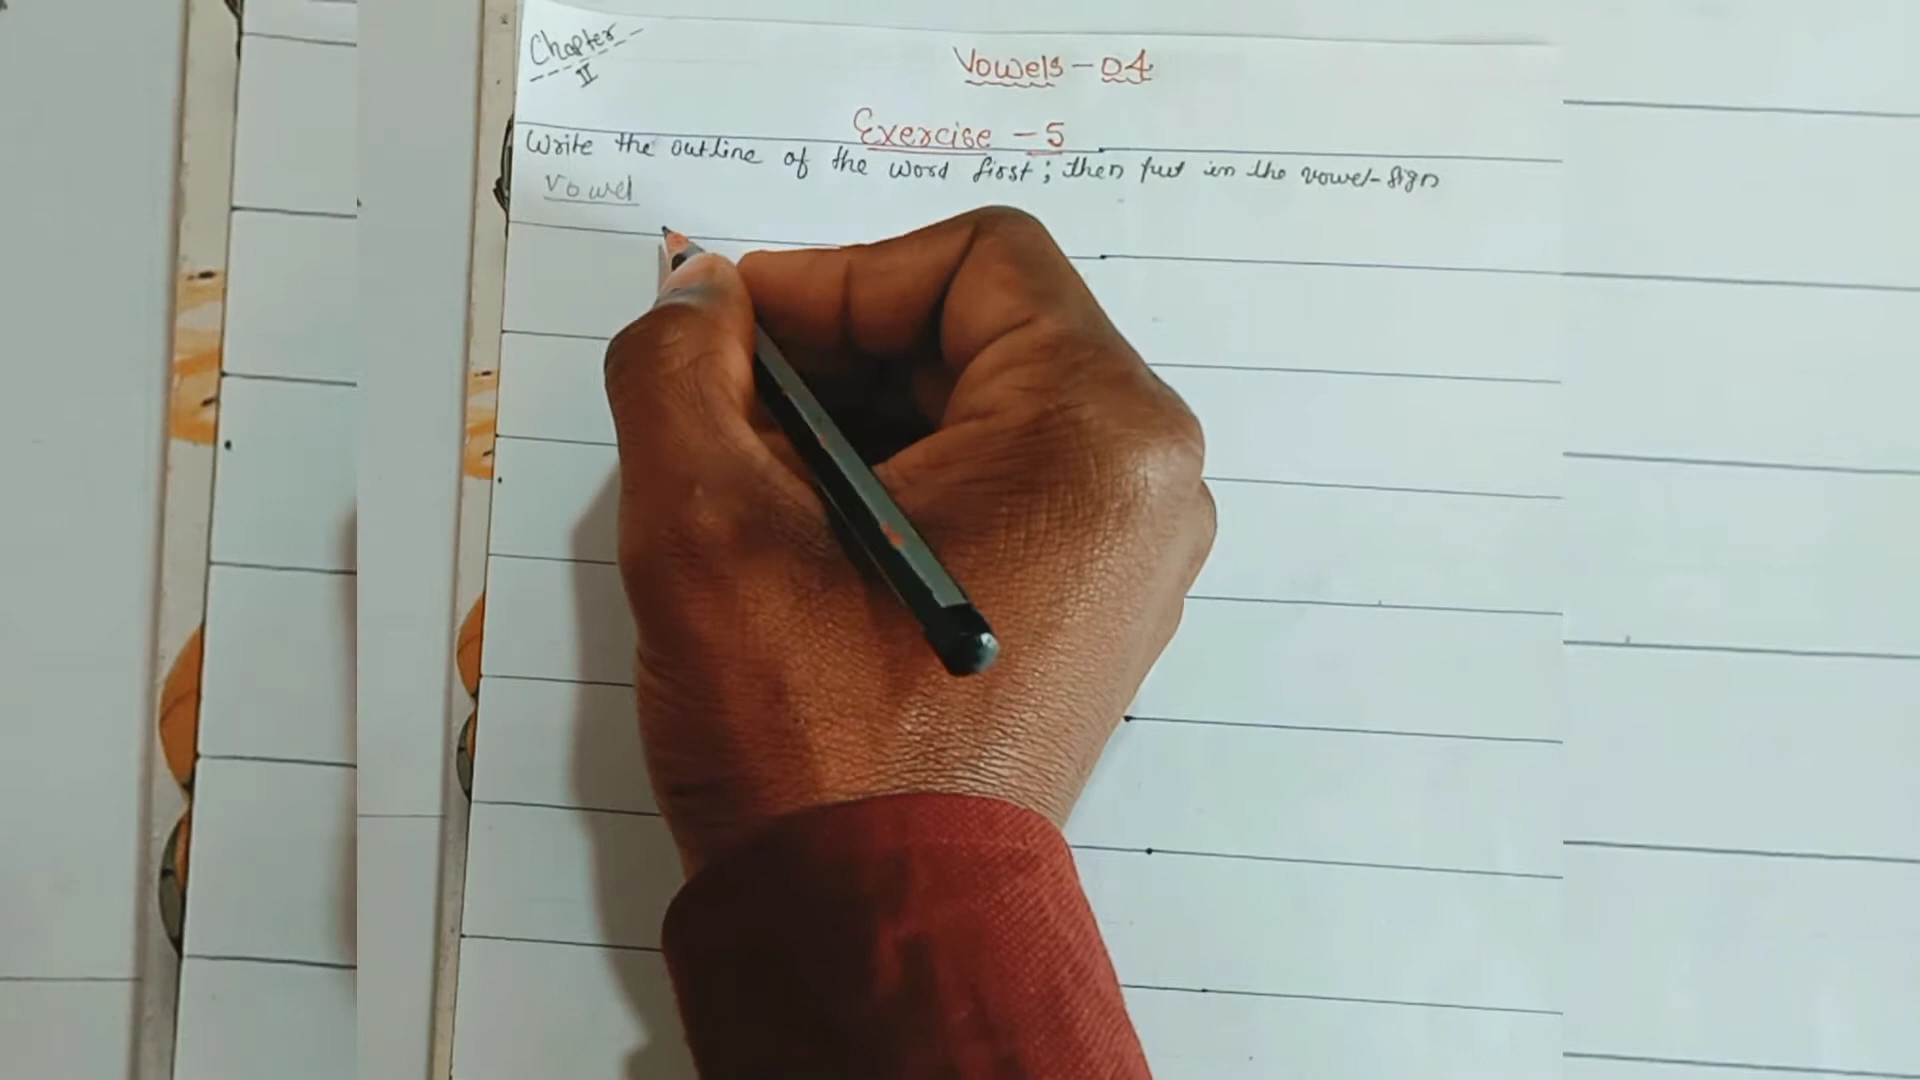 Chapter
II
Vowels - 04
Exercise - 5
Write the outline of the word first; then put in the vowel-sign
Vowel